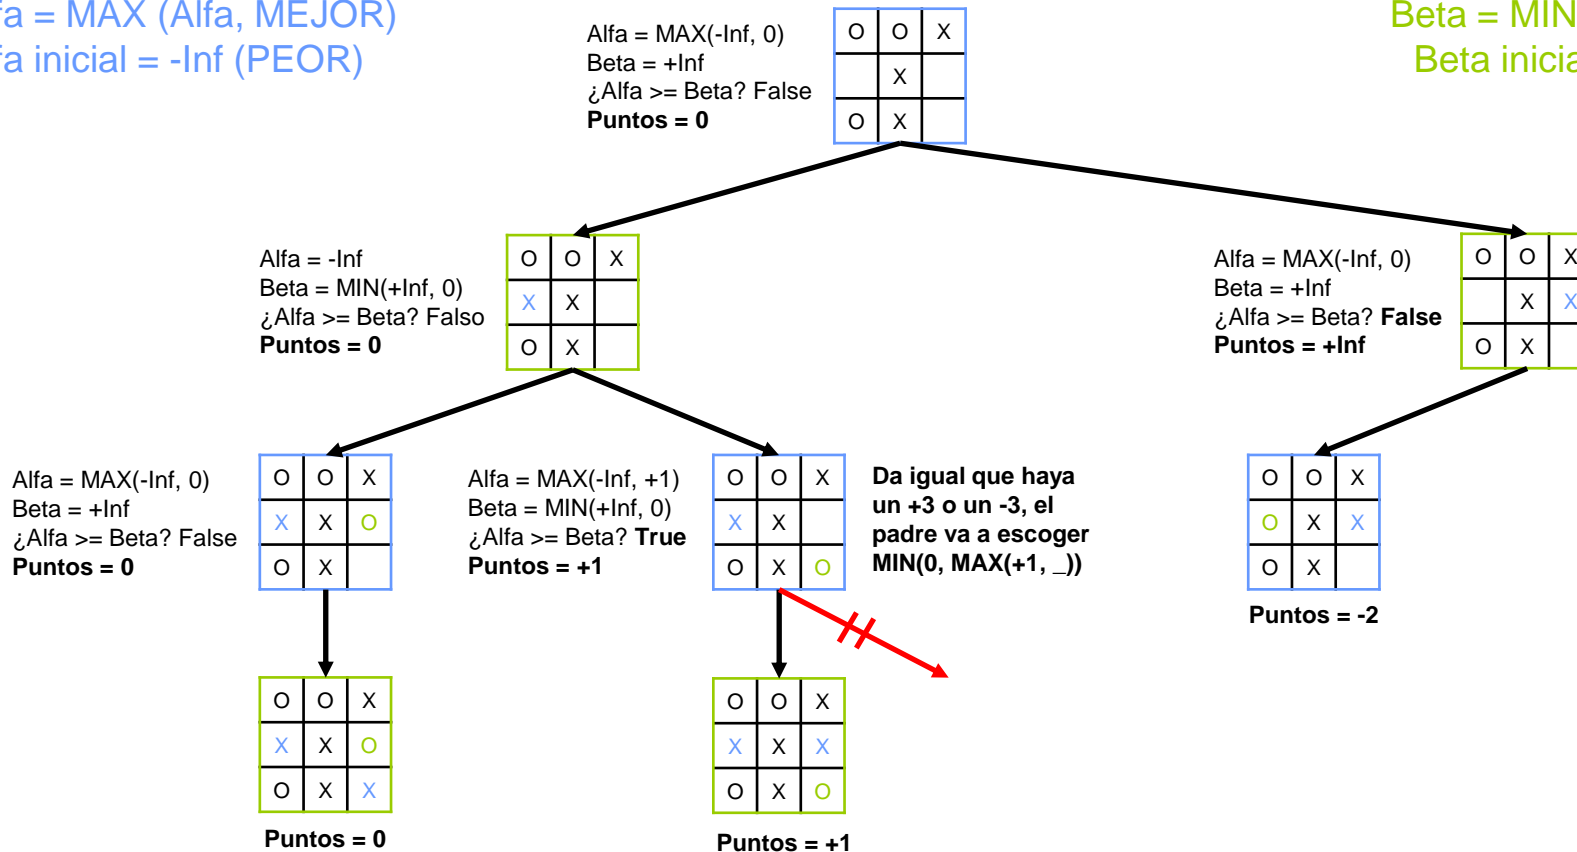 fa = MAX (Alfa, MEJOR)
fa inicial = -Inf (PEOR)
Beta = MIN
Beta inicia
Alfa = MAX(-Inf, 0)
Beta = +Inf
¿Alfa >= Beta? False
Puntos = 0
O O X
X
O X
Alfa = -Inf
Beta = MIN(+Inf, 0)
¿Alfa >= Beta? Falso
Puntos = 0
O O X
X X
O X
Alfa = MAX(-Inf, 0)
Beta = +Inf
¿Alfa >= Beta? False
Puntos = +Inf
O O X
X X
O X
Alfa = MAX(-Inf, 0)
Beta = +Inf
¿Alfa >= Beta? False
Puntos = 0
O O X
X X O
O X
Alfa = MAX(-Inf, +1)
Beta = MIN(+Inf, 0)
¿Alfa >= Beta? True
Puntos = +1
O O X
X X
O X O
Da igual que haya
un +3 o un -3, el
padre va a escoger
MIN(0, MAX(+1, _))
O O X
O X X
O X
Puntos = -2
O O X
X X O
O X X
Puntos = 0
O O X
X X X
O X O
Puntos = +1